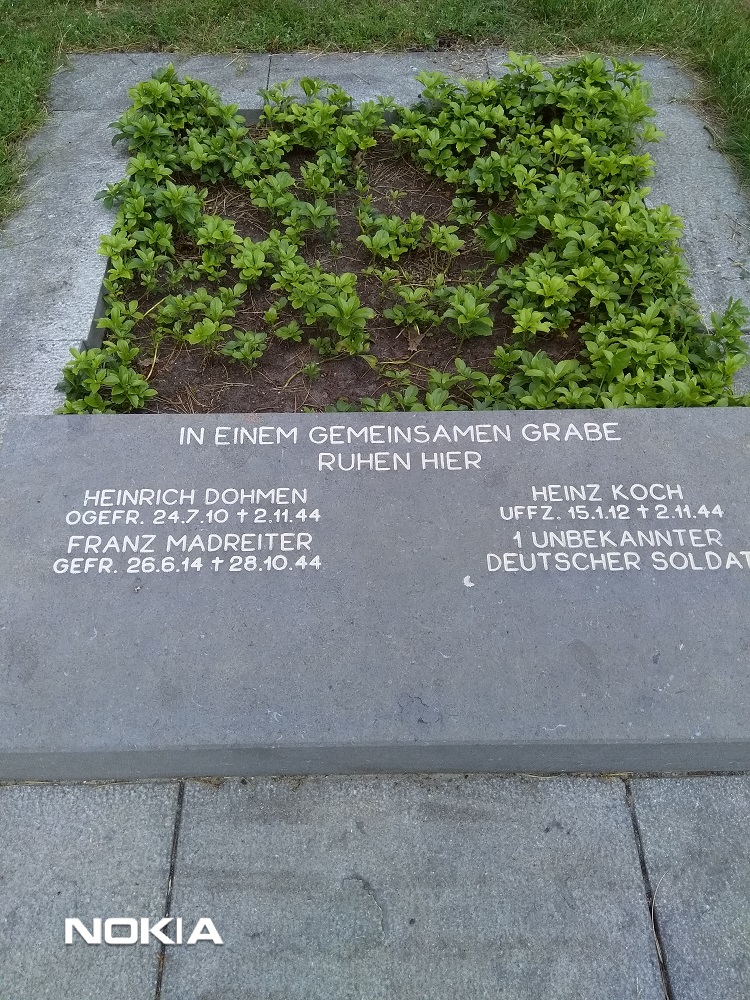 IN EINEM GEMEINSAMEN GRABE
RUHEN HIER
HEINRICH DOHMEN
OGEFR. 24.7.10 † 2.11.44
FRANZ MADREITER
GEFR. 26.6.14 † 28.10.44
HEINZ KOCH
UFFZ. 15.1.12 † 2.11.44
1 UNBEKANNTER
DEUTSCHER SOLDAT
NOKIA